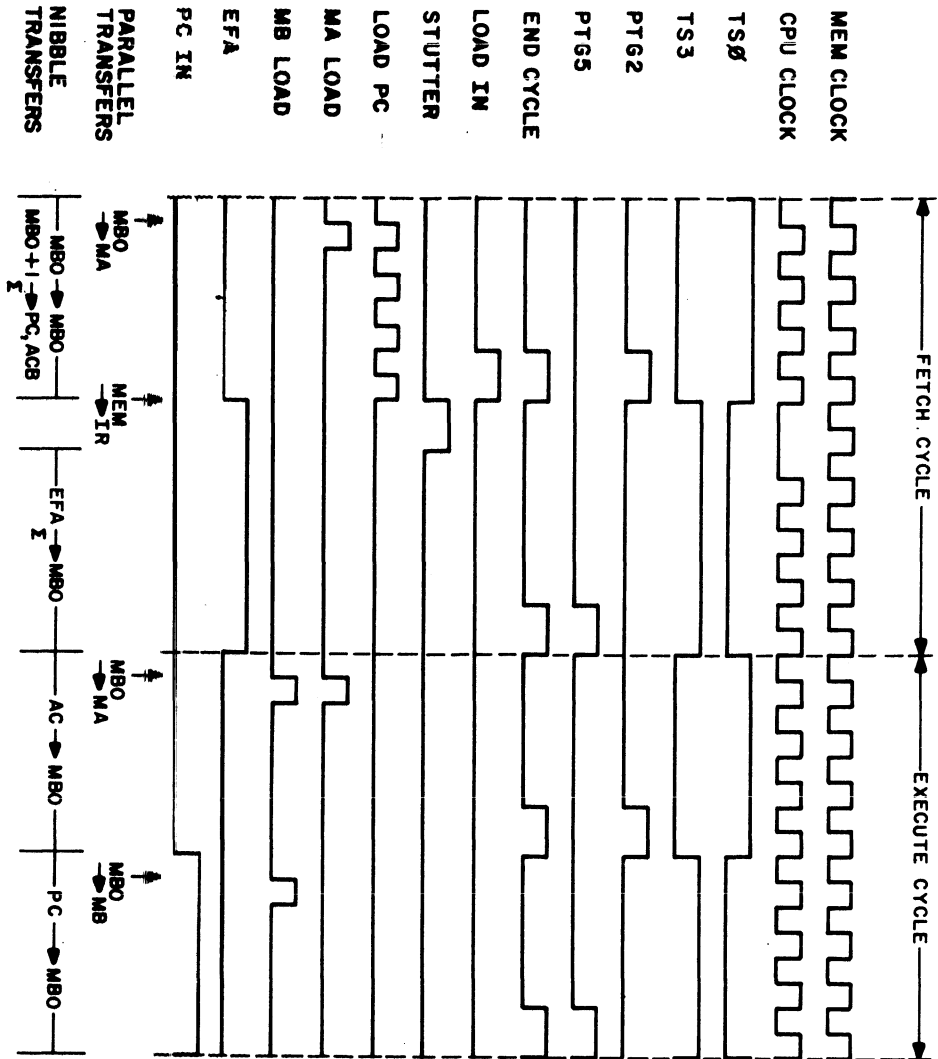 FETCH CYCLE
EXECUTE CYCLE
MEM CLOCK
CPU CLOCK
TSØ
TS3
PTG2
PTG5
END CYCLE
LOAD IN
STUTTER
LOAD PC
MA LOAD
MB LOAD
EFA
PC IN
PARALLEL
TRANSFERS
MBO
→ MA
MEM
→ IR
MBO
→ MA
MBO
→ MB
NIBBLE
TRANSFERS
MBO → MBO
MBO + I → PC, ACB
Σ
EFA → MBO
Σ
AC → MBO
PC → MBO